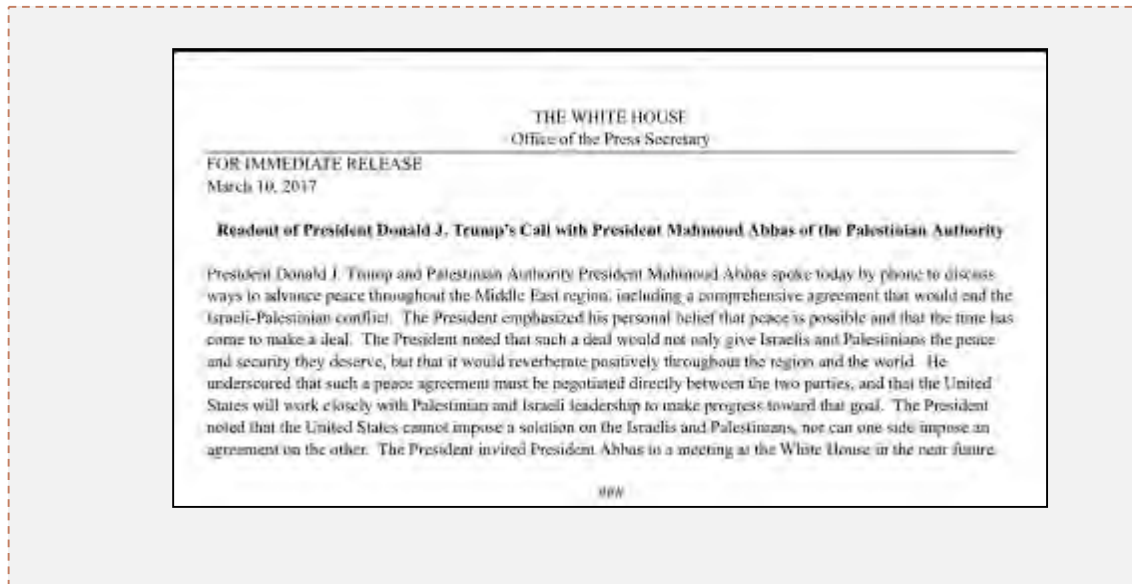 THE WHITE HOUSE
Office of the Press Secretary
FOR IMMEDIATE RELEASE
March 10, 2017
Readout of President Donald J. Trump's Call with President Mahmoud Abbas of the Palestinian Authority
President Donald J. Trump and Palestinian Authority President Mahmoud Abbas spoke today by phone to discuss
ways to advance peace throughout the Middle East region, including a comprehensive agreement that would end the
Israeli-Palestinian conflict. The President emphasized his personal belief that peace is possible and that the time has
come to make a deal. The President noted that such a deal would not only give Israelis and Palestinians the peace
and security they deserve, but that it would reverberate positively throughout the region and the world. He
underscored that such a peace agreement must be negotiated directly between the two parties, and that the United
States will work closely with Palestinian and Israeli leadership to make progress toward that goal. The President
noted that the United States cannot impose a solution on the Israelis and Palestinians, nor can one side impose an
agreement on the other. The President invited President Abbas to a meeting at the White House in the near future.
###